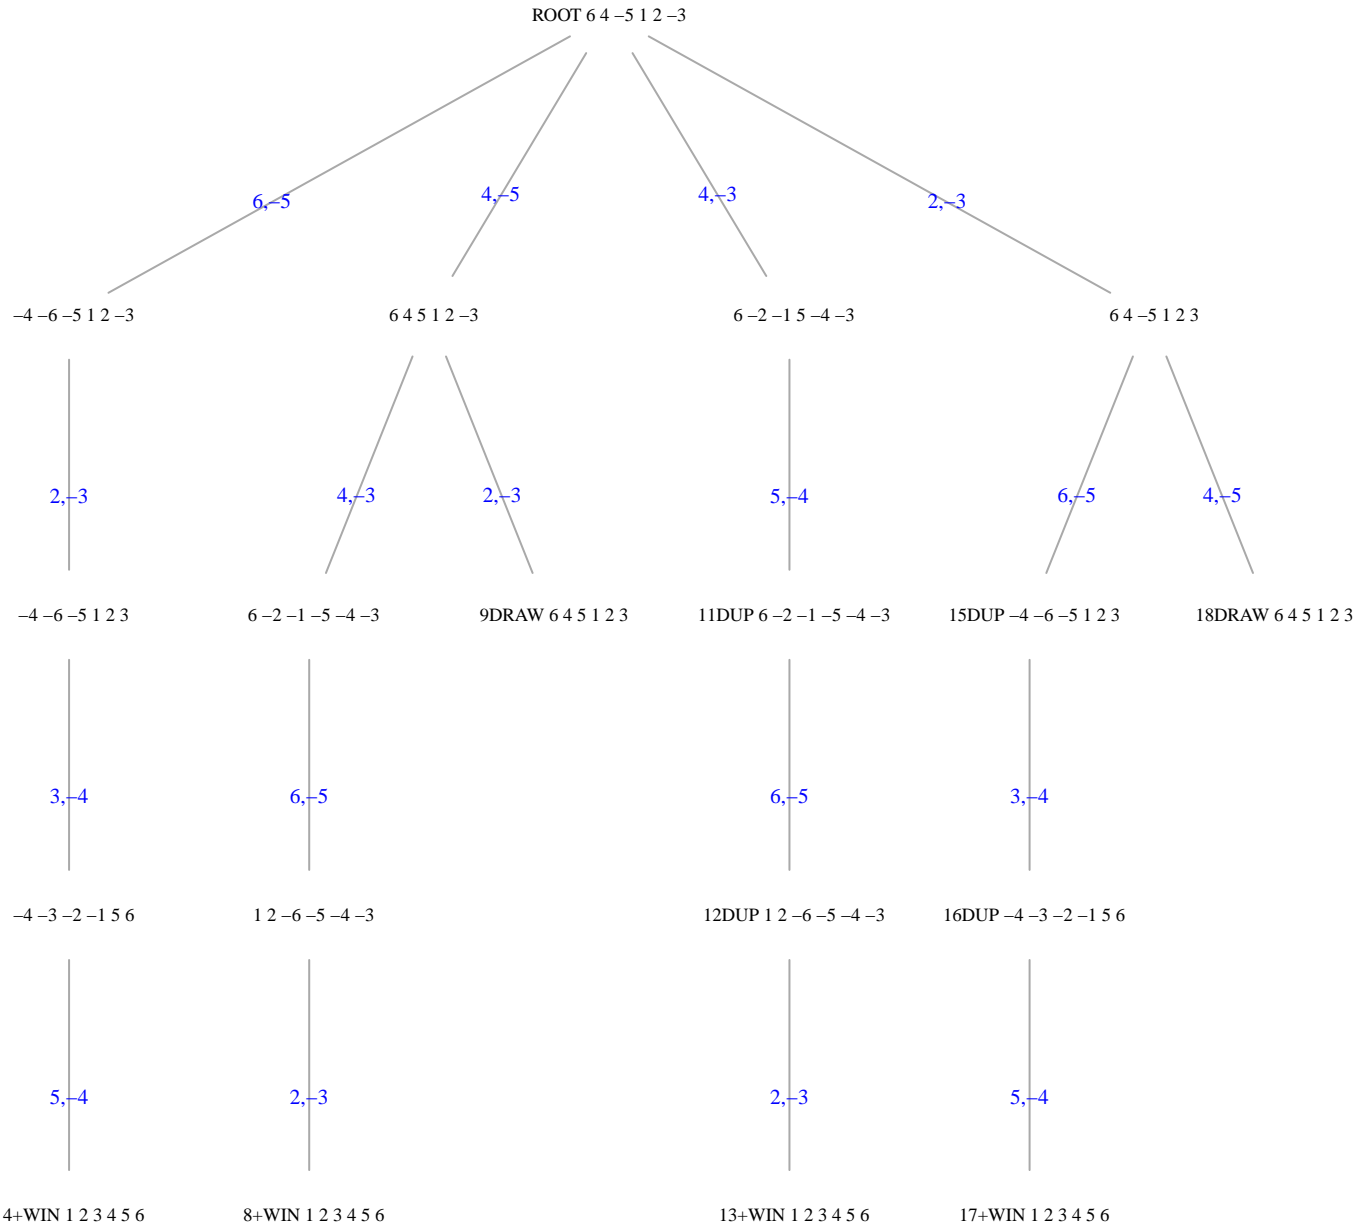 ROOT 6 4 –5 1 2 –3
6,–5 4,–5 4,–3 2,–3
–4 –6 –5 1 2 –3 6 4 5 1 2 –3 6 –2 –1 5 –4 –3 6 4 –5 1 2 3
2,–3 4,–3 2,–3 5,–4 6,–5 4,–5
–4 –6 –5 1 2 3 6 –2 –1 –5 –4 –3 9DRAW 6 4 5 1 2 3 11DUP 6 –2 –1 –5 –4 –3 15DUP –4 –6 –5 1 2 3 18DRAW 6 4 5 1 2 3
3,–4 6,–5 6,–5 3,–4
–4 –3 –2 –1 5 6 1 2 –6 –5 –4 –3 12DUP 1 2 –6 –5 –4 –3 16DUP –4 –3 –2 –1 5 6
5,–4 2,–3 2,–3 5,–4
4+WIN 1 2 3 4 5 6 8+WIN 1 2 3 4 5 6 13+WIN 1 2 3 4 5 6 17+WIN 1 2 3 4 5 6